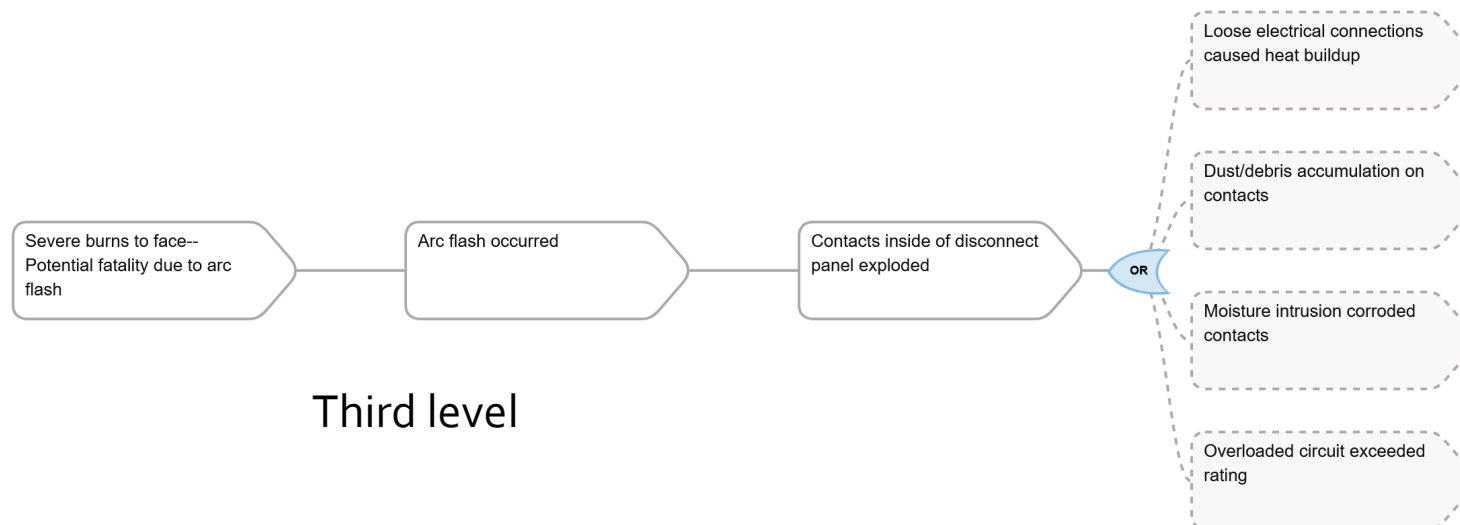 Severe burns to face--
Potential fatality due to arc
flash
Arc flash occurred
Contacts inside of disconnect
panel exploded
OR
Loose electrical connections
caused heat buildup
Dust/debris accumulation on
contacts
Moisture intrusion corroded
contacts
Overloaded circuit exceeded
rating
Third level